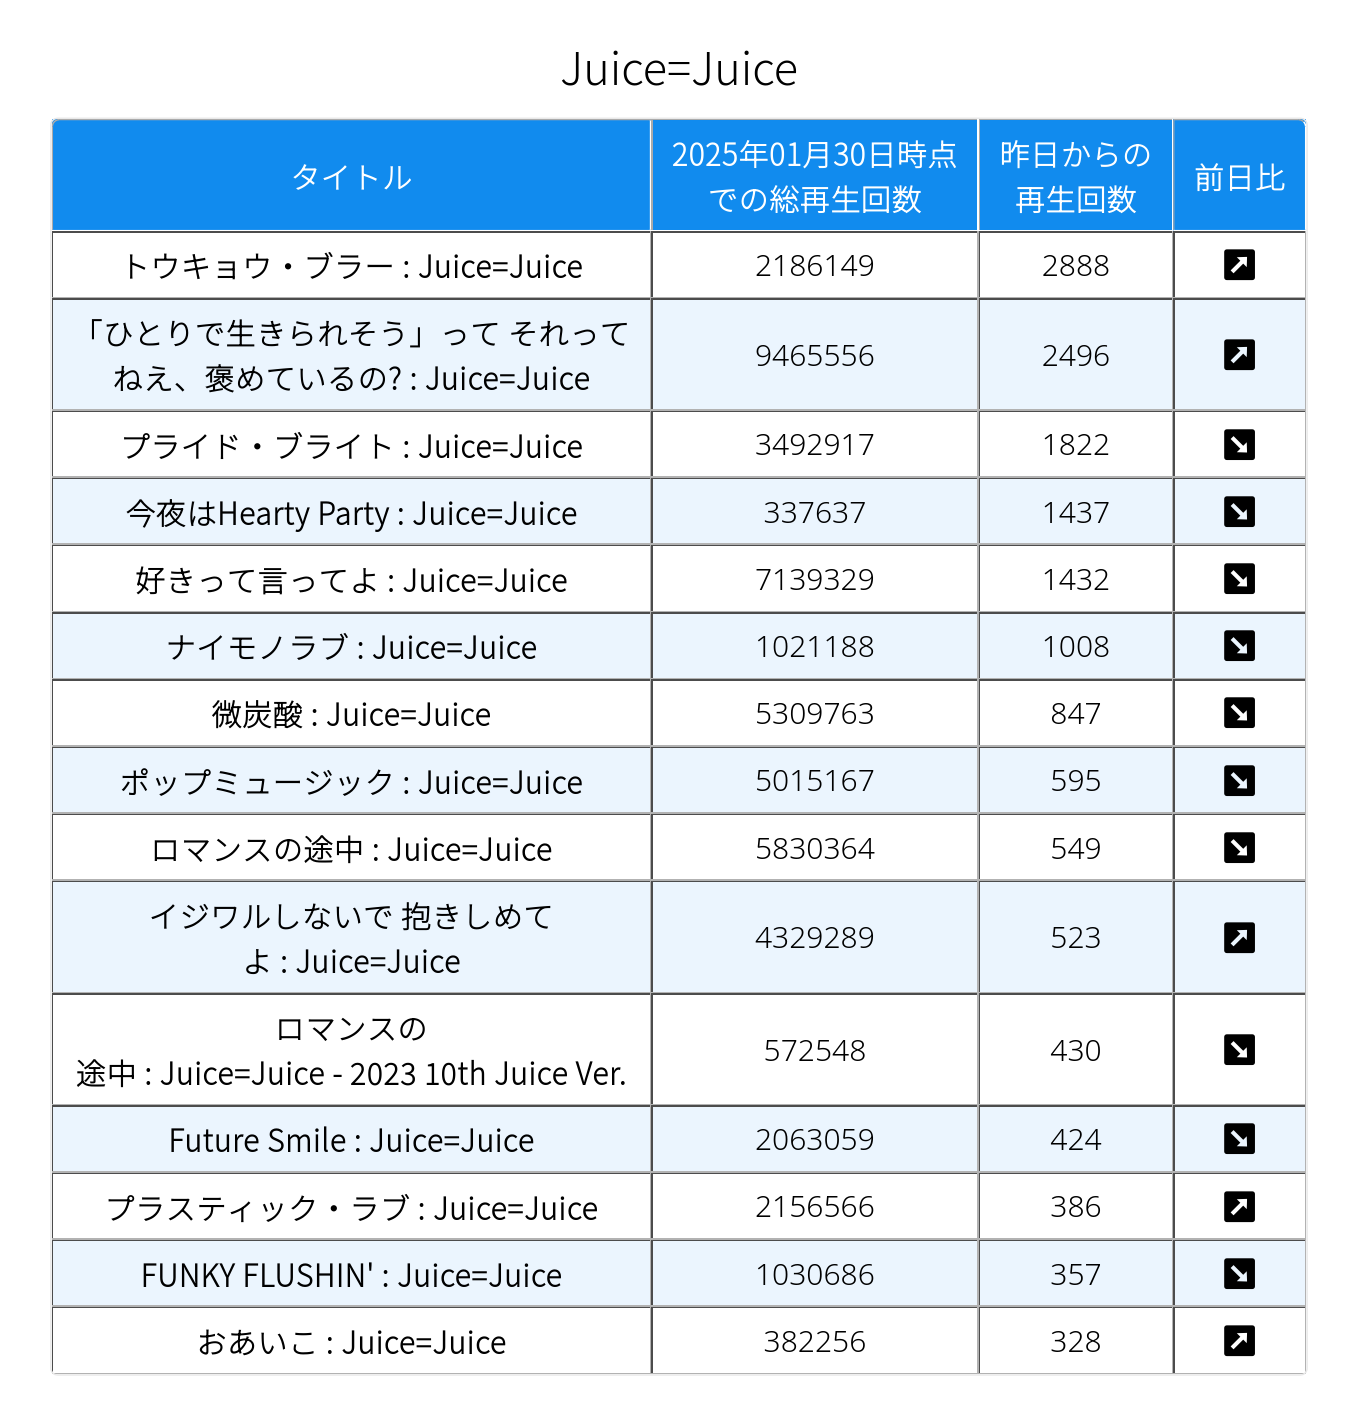 Juice=Juice
タイトル
2025年01月30日時点
での総再生回数
昨日からの
再生回数
前日比
トウキョウ・ブラー : Juice=Juice
2186149
2888
↗
「ひとりで生きられそう」って それって
ねえ、褒めているの? : Juice=Juice
9465556
2496
↗
プライド・ブライト : Juice=Juice
3492917
1822
↘
今夜はHearty Party : Juice=Juice
337637
1437
↘
好きって言ってよ : Juice=Juice
7139329
1432
↘
ナイモノラブ : Juice=Juice
1021188
1008
↘
微炭酸 : Juice=Juice
5309763
847
↘
ポップミュージック : Juice=Juice
5015167
595
↘
ロマンスの途中 : Juice=Juice
5830364
549
↘
イジワルしないで 抱きしめて
よ : Juice=Juice
4329289
523
↗
ロマンスの
途中 : Juice=Juice - 2023 10th Juice Ver.
572548
430
↘
Future Smile : Juice=Juice
2063059
424
↘
プラスティック・ラブ : Juice=Juice
2156566
386
↗
FUNKY FLUSHIN' : Juice=Juice
1030686
357
↘
おあいこ : Juice=Juice
382256
328
↗